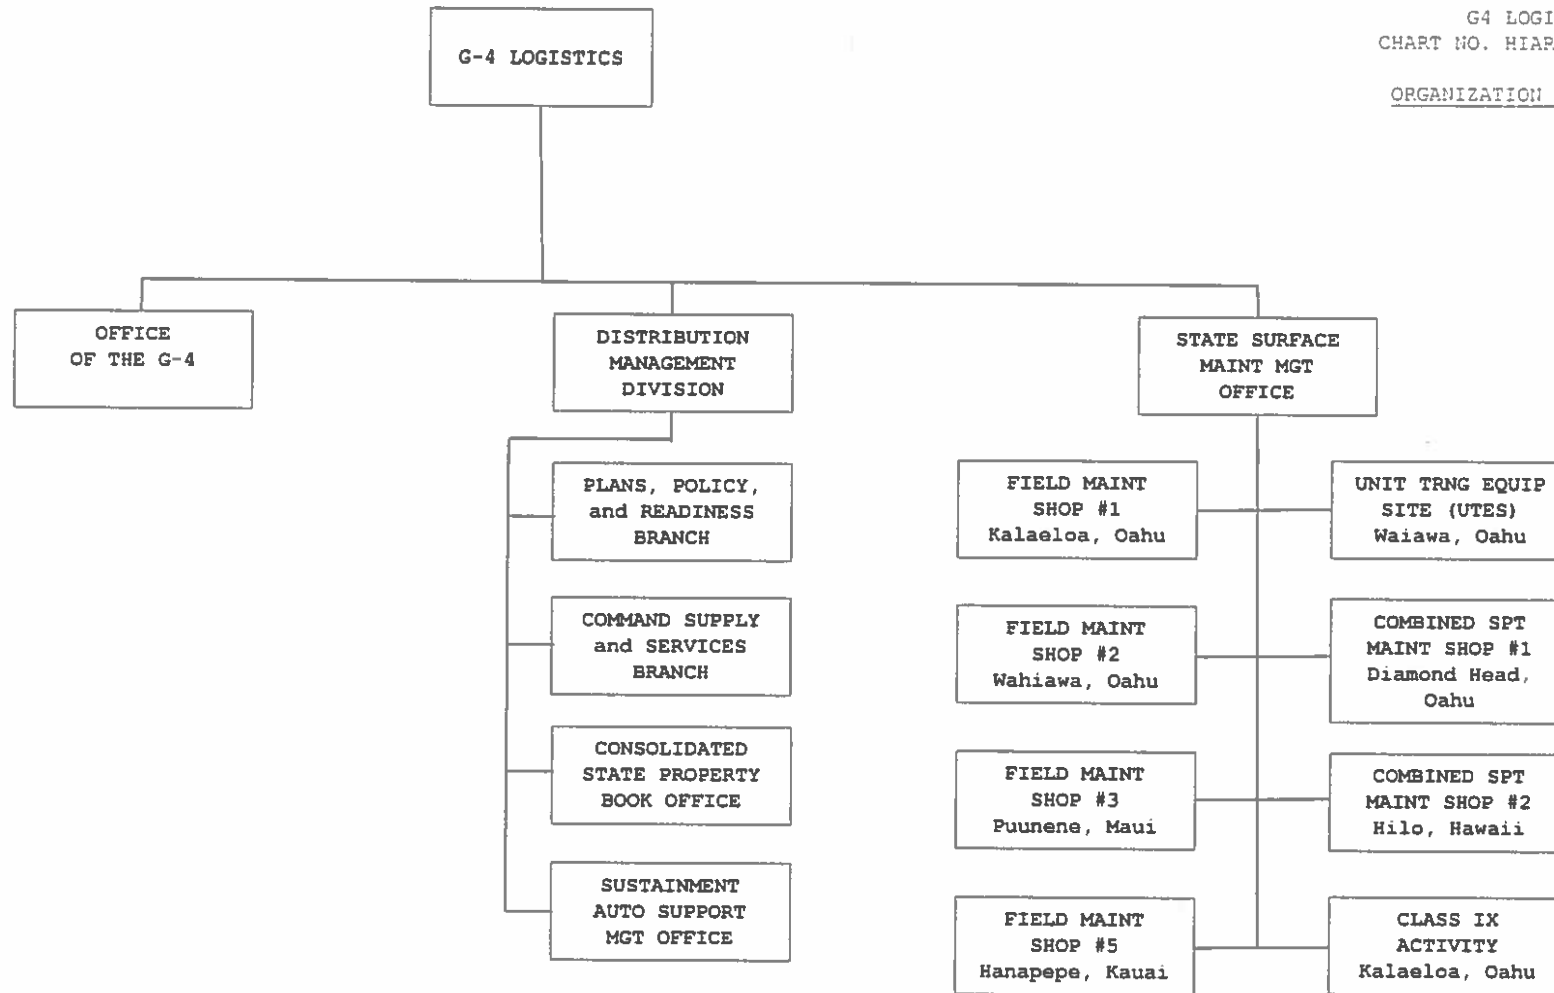 G4 LOGI
CHART NO. HIAR
ORGANIZATION
G-4 LOGISTICS
OFFICE
OF THE G-4
DISTRIBUTION
MANAGEMENT
DIVISION
STATE SURFACE
MAINT MGT
OFFICE
PLANS, POLICY,
and READINESS
BRANCH
COMMAND SUPPLY
and SERVICES
BRANCH
CONSOLIDATED
STATE PROPERTY
BOOK OFFICE
SUSTAINMENT
AUTO SUPPORT
MGT OFFICE
FIELD MAINT
SHOP #1
Kalaeloa, Oahu
UNIT TRNG EQUIP
SITE (UTES)
Waiawa, Oahu
FIELD MAINT
SHOP #2
Wahiawa, Oahu
COMBINED SPT
MAINT SHOP #1
Diamond Head,
Oahu
FIELD MAINT
SHOP #3
Puunene, Maui
COMBINED SPT
MAINT SHOP #2
Hilo, Hawaii
FIELD MAINT
SHOP #5
Hanapepe, Kauai
CLASS IX
ACTIVITY
Kalaeloa, Oahu